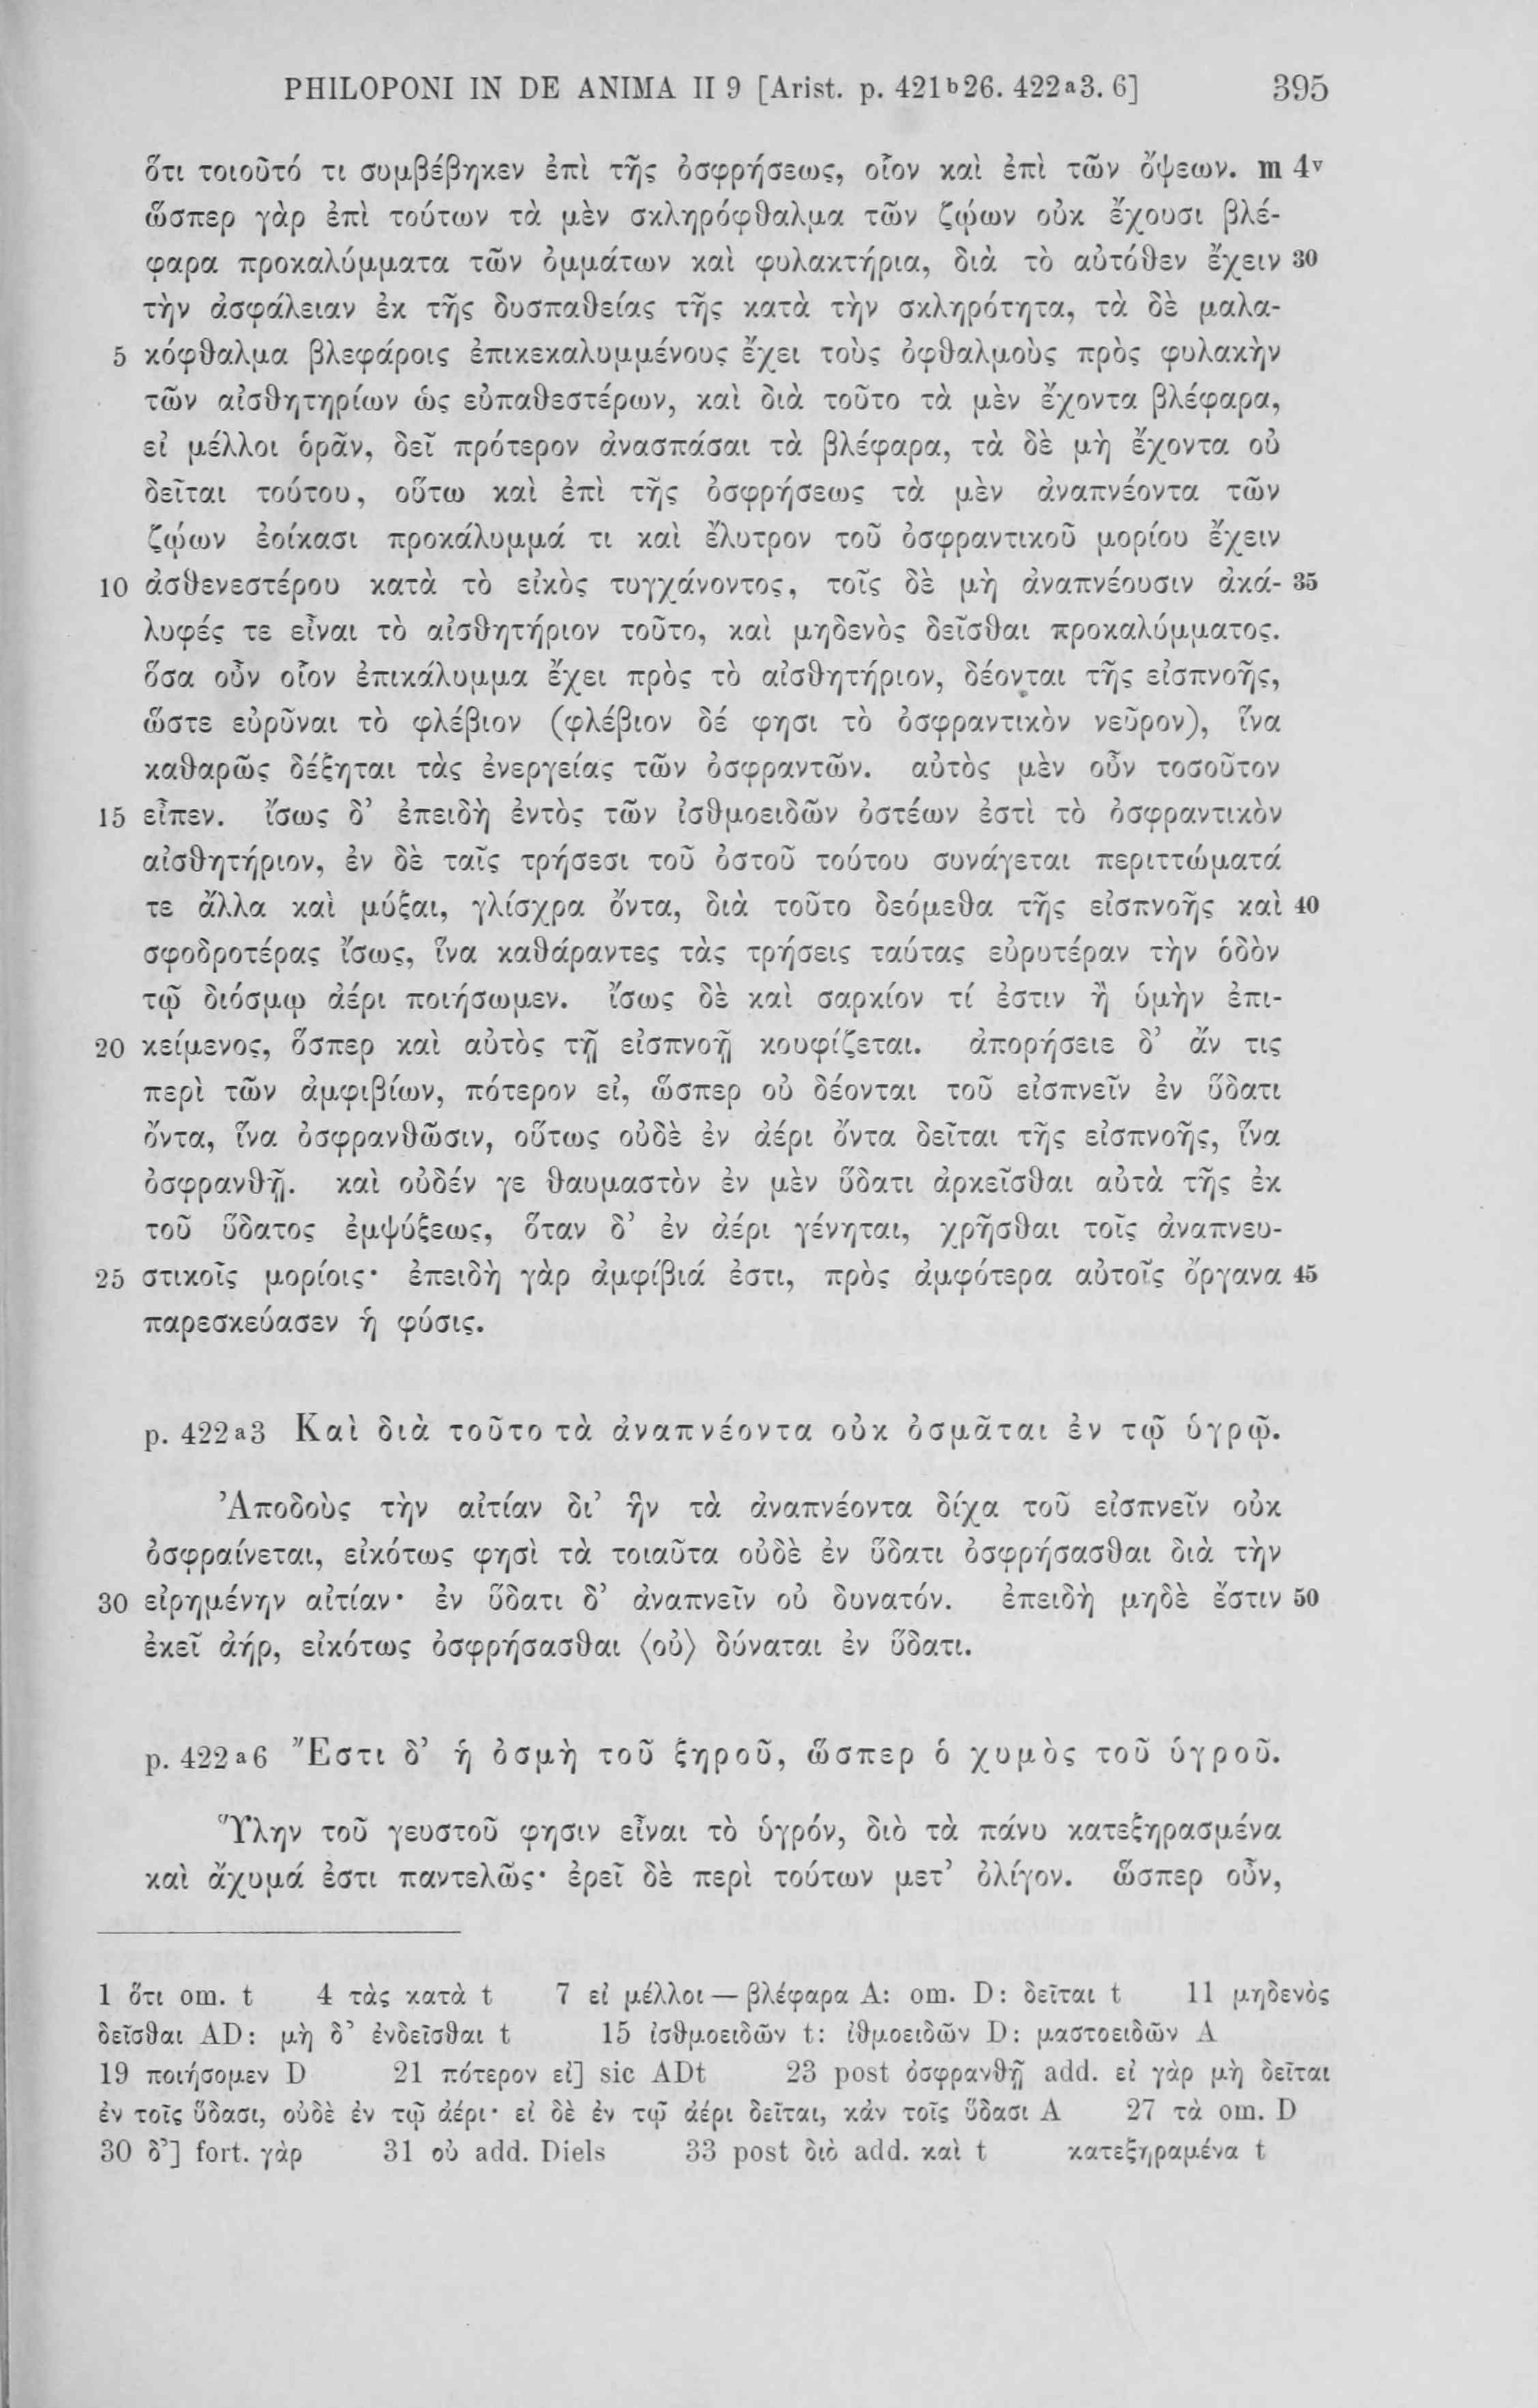 PHILOPONI IN DE ANIMA II 9 [Arist. p. 421ᵇ26. 422ᵃ3. 6] 395
ὅτι τοιοῦτό τι συμβέβηκεν ἐπὶ τῆς ὀσφρήσεως, οἷον καὶ ἐπὶ τῶν ὄψεων. m 4ᵛ
ὥσπερ γὰρ ἐπὶ τούτων τὰ μὲν σκληρόφθαλμα τῶν ζῴων οὐκ ἔχουσι βλέ-
φαρα προκαλύμματα τῶν ὀμμάτων καὶ φυλακτήρια, διὰ τὸ αὐτόθεν ἔχειν 30
τὴν ἀσφάλειαν ἐκ τῆς δυσπαθείας τῆς κατὰ τὴν σκληρότητα, τὰ δὲ μαλα-
5 κόφθαλμα βλεφάροις ἐπικεκαλυμμένους ἔχει τοὺς ὀφθαλμοὺς πρὸς φυλακὴν
τῶν αἰσθητηρίων ὡς εὐπαθεστέρων, καὶ διὰ τοῦτο τὰ μὲν ἔχοντα βλέφαρα,
εἰ μέλλοι ὁρᾶν, δεῖ πρότερον ἀνασπάσαι τὰ βλέφαρα, τὰ δὲ μὴ ἔχοντα οὐ
δεῖται τούτου, οὕτω καὶ ἐπὶ τῆς ὀσφρήσεως τὰ μὲν ἀναπνέοντα τῶν
ζῴων ἐοίκασι προκάλυμμά τι καὶ ἔλυτρον τοῦ ὀσφραντικοῦ μορίου ἔχειν
10 ἀσθενεστέρου κατὰ τὸ εἰκὸς τυγχάνοντος, τοῖς δὲ μὴ ἀναπνέουσιν ἀκά- 35
λυφές τε εἶναι τὸ αἰσθητήριον τοῦτο, καὶ μηδενὸς δεῖσθαι προκαλύμματος.
ὅσα οὖν οἷον ἐπικάλυμμα ἔχει πρὸς τὸ αἰσθητήριον, δέονται τῆς εἰσπνοῆς,
ὥστε εὐρῦναι τὸ φλέβιον (φλέβιον δέ φησι τὸ ὀσφραντικὸν νεῦρον), ἵνα
καθαρῶς δέξηται τὰς ἐνεργείας τῶν ὀσφραντῶν. αὐτὸς μὲν οὖν τοσοῦτον
15 εἶπεν. ἴσως δ' ἐπειδὴ ἐντὸς τῶν ἰσθμοειδῶν ὀστέων ἐστὶ τὸ ὀσφραντικὸν
αἰσθητήριον, ἐν δὲ ταῖς τρήσεσι τοῦ ὀστοῦ τούτου συνάγεται περιττώματά
τε ἄλλα καὶ μύξαι, γλίσχρα ὄντα, διὰ τοῦτο δεόμεθα τῆς εἰσπνοῆς καὶ 40
σφοδροτέρας ἴσως, ἵνα καθάραντες τὰς τρήσεις ταύτας εὐρυτέραν τὴν ὁδὸν
τῷ διόσμῳ ἀέρι ποιήσωμεν. ἴσως δὲ καὶ σαρκίον τί ἐστιν ἢ ὑμὴν ἐπι-
20 κείμενος, ὅσπερ καὶ αὐτὸς τῇ εἰσπνοῇ κουφίζεται. ἀπορήσειε δ' ἄν τις
περὶ τῶν ἀμφιβίων, πότερον εἰ, ὥσπερ οὐ δέονται τοῦ εἰσπνεῖν ἐν ὕδατι
ὄντα, ἵνα ὀσφρανθῶσιν, οὕτως οὐδὲ ἐν ἀέρι ὄντα δεῖται τῆς εἰσπνοῆς, ἵνα
ὀσφρανθῇ. καὶ οὐδέν γε θαυμαστὸν ἐν μὲν ὕδατι ἀρκεῖσθαι αὐτὰ τῆς ἐκ
τοῦ ὕδατος ἐμψύξεως, ὅταν δ' ἐν ἀέρι γένηται, χρῆσθαι τοῖς ἀναπνευ-
25 στικοῖς μορίοις· ἐπειδὴ γὰρ ἀμφίβιά ἐστι, πρὸς ἀμφότερα αὐτοῖς ὄργανα 45
παρεσκεύασεν ἡ φύσις.
p. 422ᵃ3 Καὶ διὰ τοῦτο τὰ ἀναπνέοντα οὐκ ὀσμᾶται ἐν τῷ ὑγρῷ.
Ἀποδοὺς τὴν αἰτίαν δι' ἣν τὰ ἀναπνέοντα δίχα τοῦ εἰσπνεῖν οὐκ
ὀσφραίνεται, εἰκότως φησὶ τὰ τοιαῦτα οὐδὲ ἐν ὕδατι ὀσφρήσασθαι διὰ τὴν
30 εἰρημένην αἰτίαν· ἐν ὕδατι δ' ἀναπνεῖν οὐ δυνατόν. ἐπειδὴ μηδὲ ἔστιν 50
ἐκεῖ ἀήρ, εἰκότως ὀσφρήσασθαι ⟨οὐ⟩ δύναται ἐν ὕδατι.
p. 422ᵃ6 Ἔστι δ' ἡ ὀσμὴ τοῦ ξηροῦ, ὥσπερ ὁ χυμὸς τοῦ ὑγροῦ.
Ὕλην τοῦ γευστοῦ φησιν εἶναι τὸ ὑγρόν, διὸ τὰ πάνυ κατεξηρασμένα
καὶ ἄχυμά ἐστι παντελῶς· ἐρεῖ δὲ περὶ τούτων μετ' ὀλίγον. ὥσπερ οὖν,
1 ὅτι om. t 4 τὰς κατὰ t 7 εἰ μέλλοι — βλέφαρα A: om. D: δεῖται t 11 μηδενὸς
δεῖσθαι AD: μὴ δ' ἐνδεῖσθαι t 15 ἰσθμοειδῶν t: ἰθμοειδῶν D: μαστοειδῶν A
19 ποιήσομεν D 21 πότερον εἰ] sic ADt 23 post ὀσφρανθῇ add. εἰ γὰρ μὴ δεῖται
ἐν τοῖς ὕδασι, οὐδὲ ἐν τῷ ἀέρι· εἰ δὲ ἐν τῷ ἀέρι δεῖται, κἀν τοῖς ὕδασι A 27 τὰ om. D
30 δ'] fort. γὰρ 31 οὐ add. Diels 33 post διὸ add. καὶ t κατεξηραμένα t